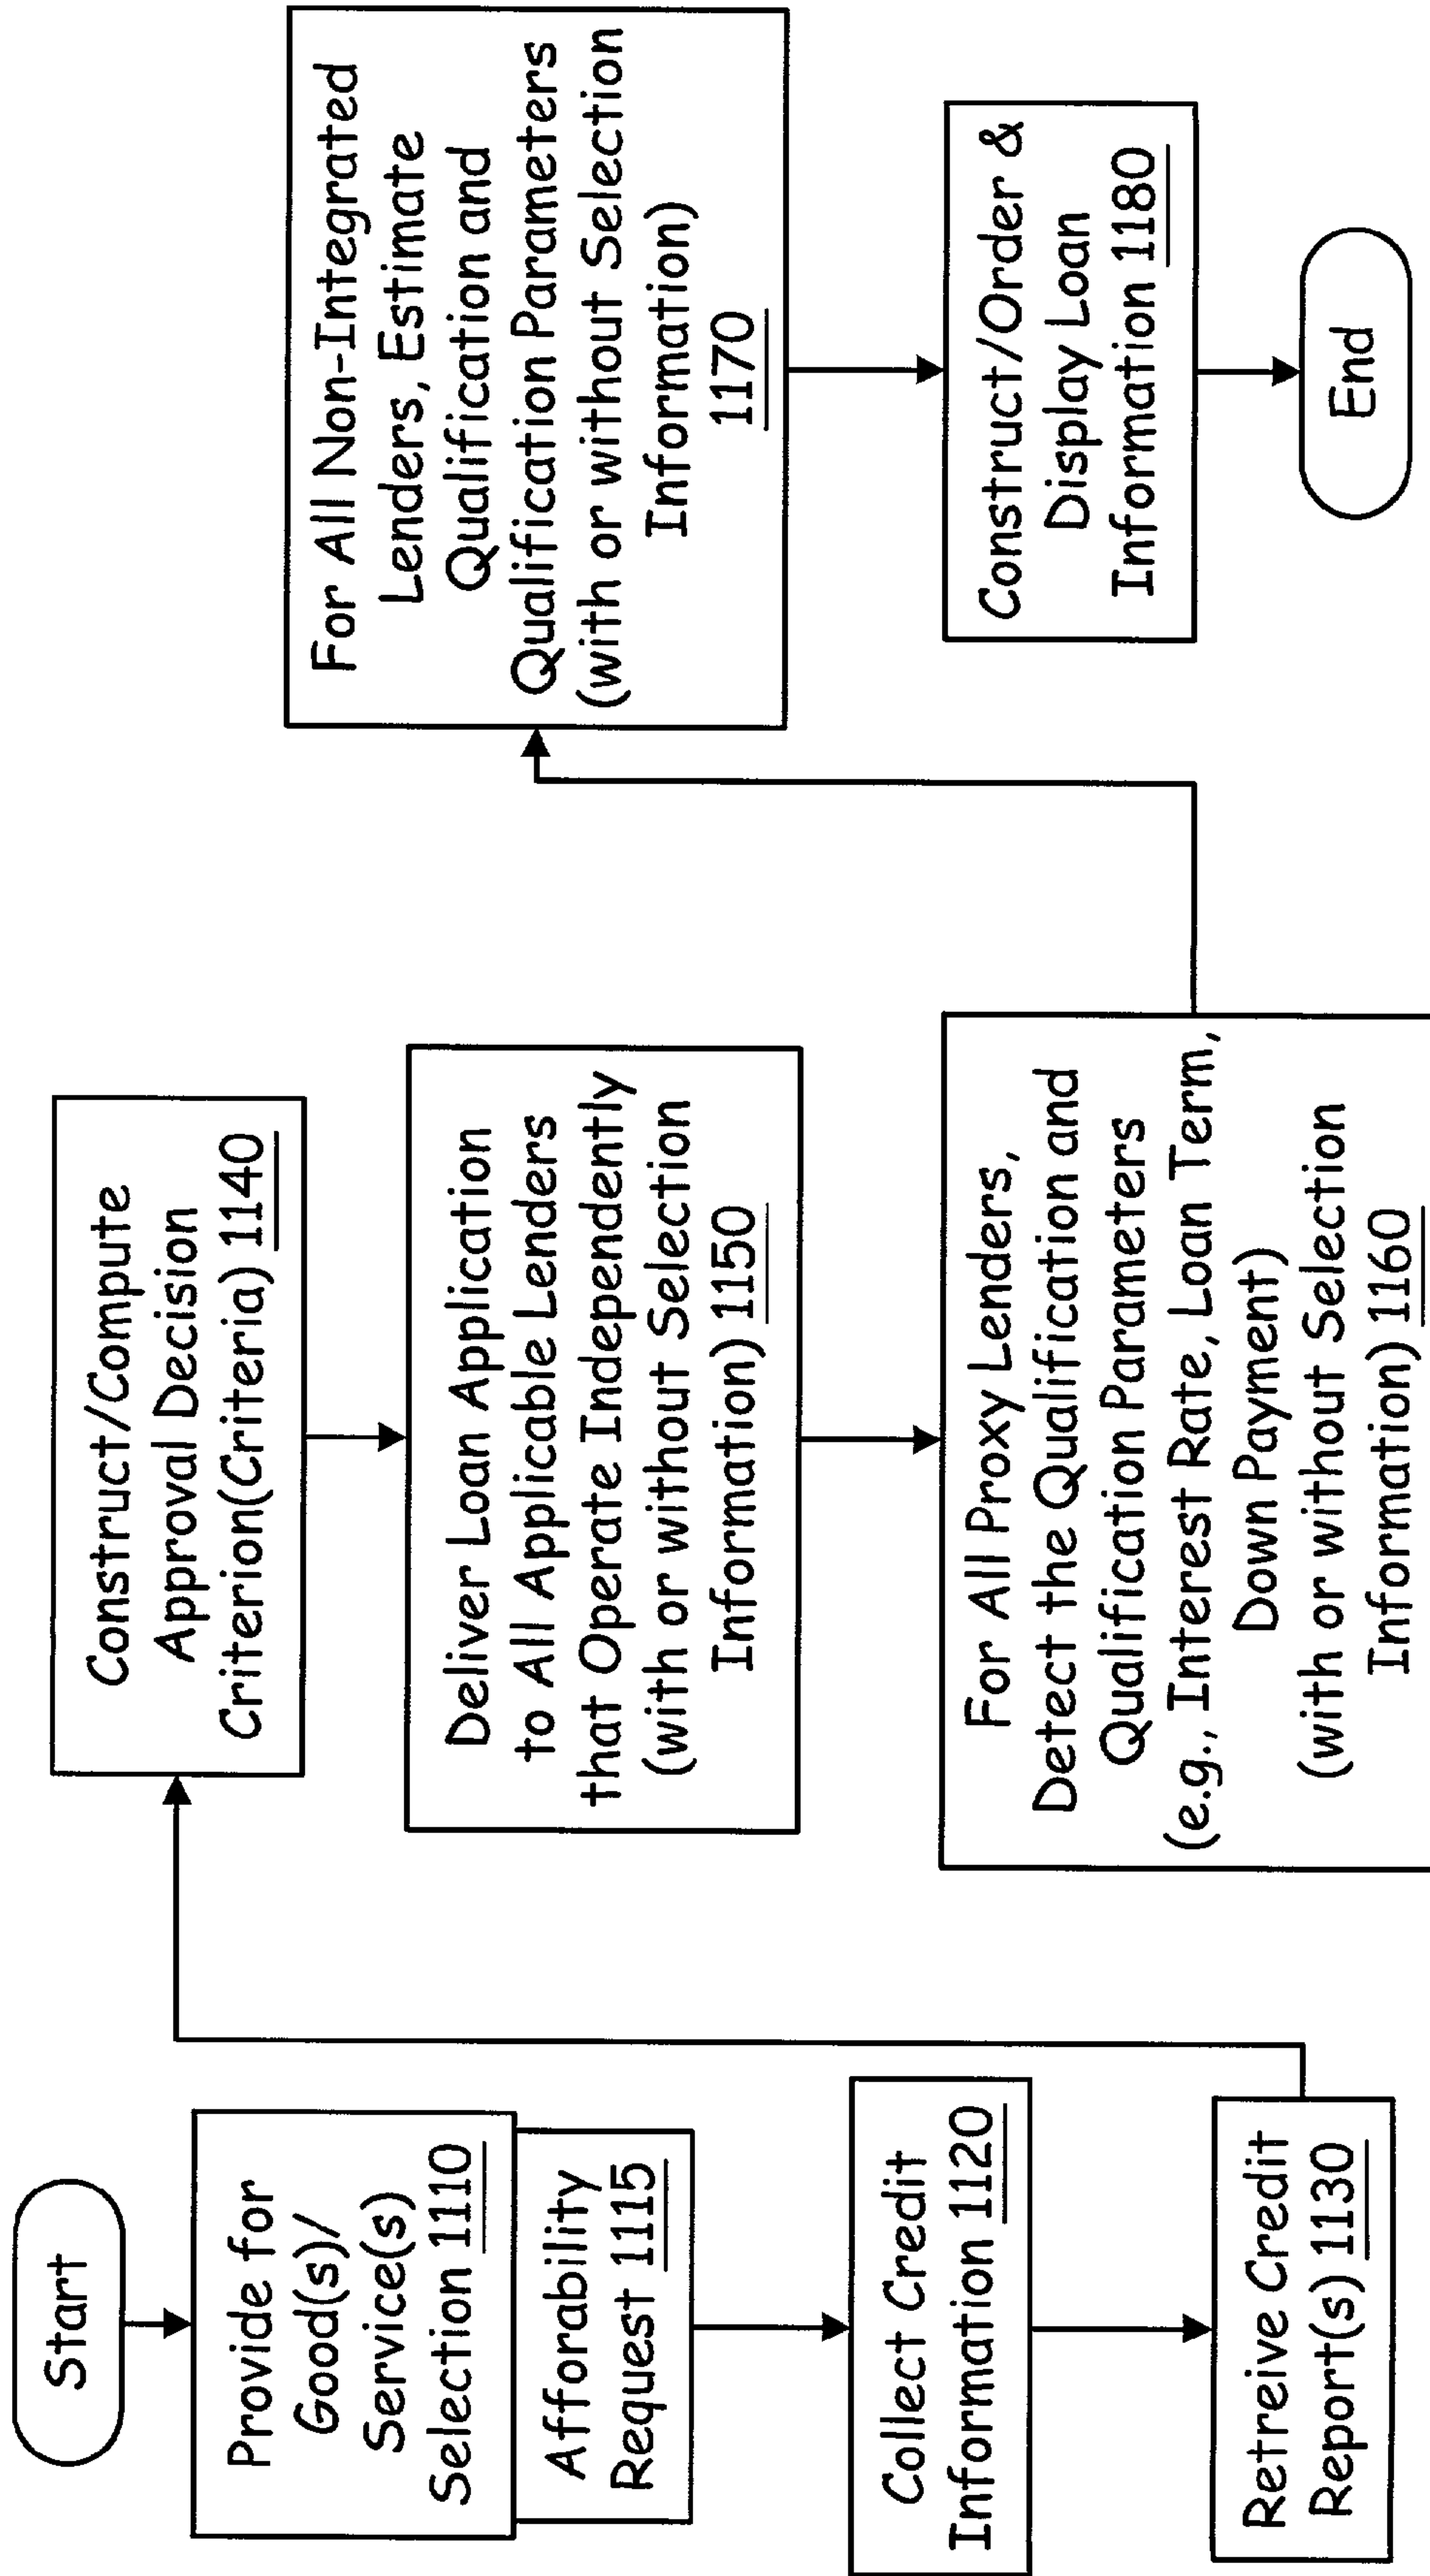 Start
Provide for
Good(s)/
Service(s)
Selection 1110
Afforability
Request 1115
Collect Credit
Information 1120
Retreive Credit
Report(s) 1130
Construct/Compute
Approval Decision
Criterion(Criteria) 1140
Deliver Loan Application
to All Applicable Lenders
that Operate Independently
(with or without Selection
Information) 1150
For All Proxy Lenders,
Detect the Qualification and
Qualification Parameters
(e.g., Interest Rate, Loan Term,
Down Payment)
(with or without Selection
Information) 1160
For All Non-Integrated
Lenders, Estimate
Qualification and
Qualification Parameters
(with or without Selection
Information)
1170
Construct/Order &
Display Loan
Information 1180
End